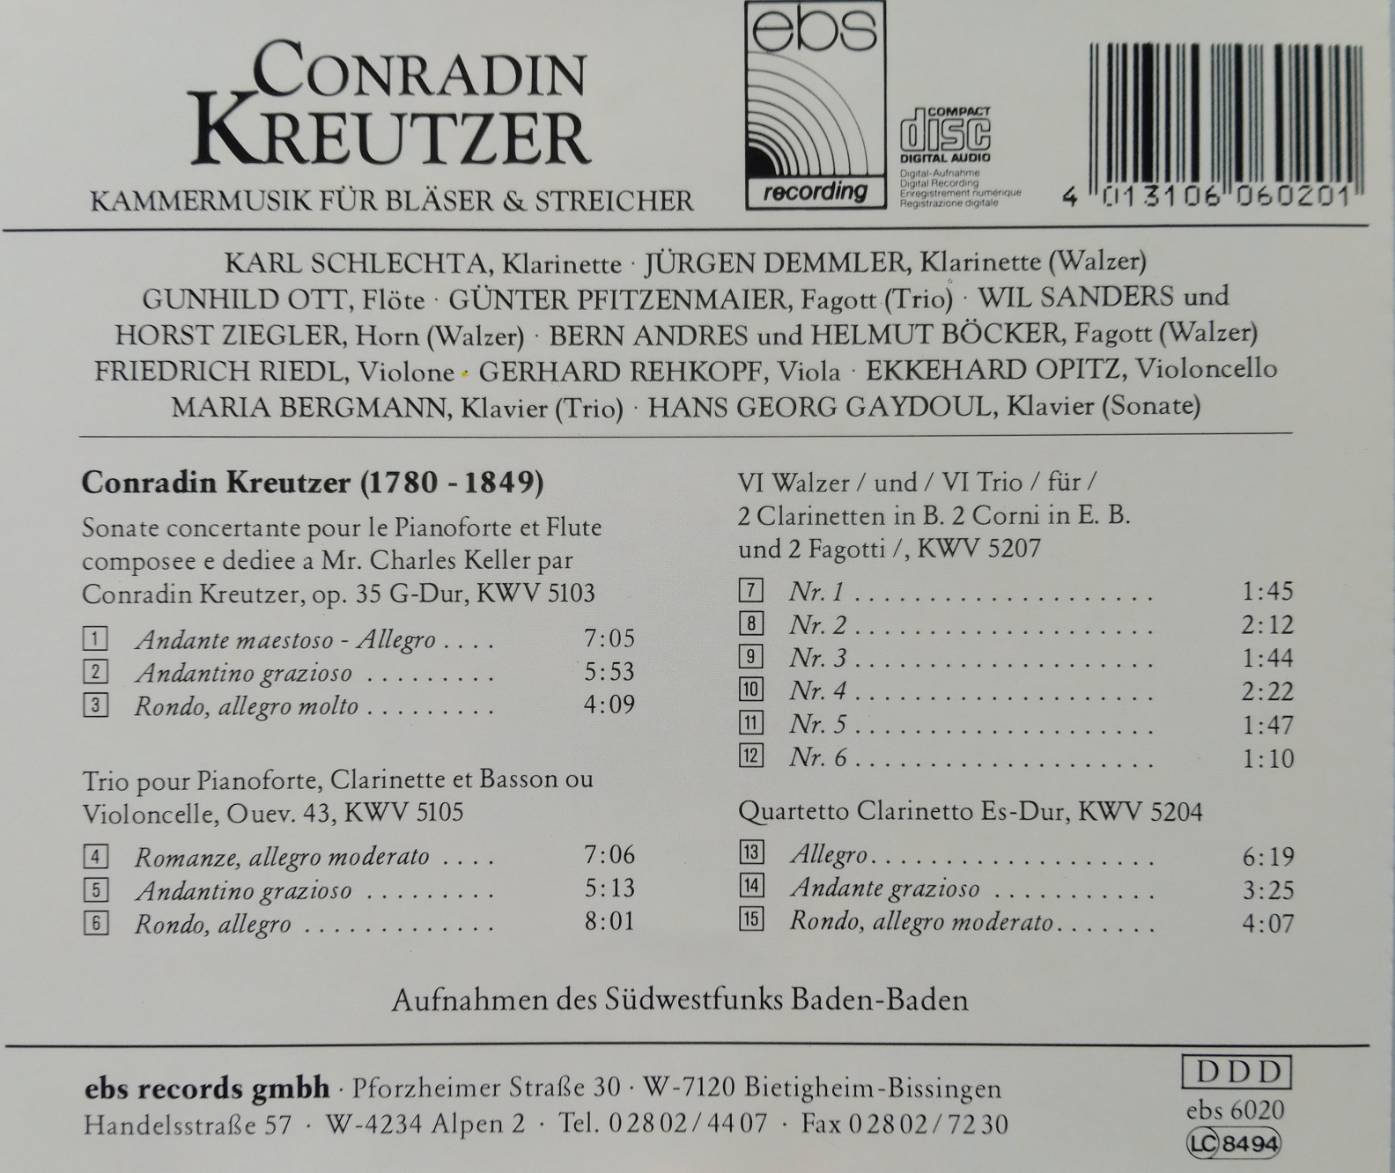 CONRADIN
KREUTZER
KAMMERMUSIK FÜR BLÄSER & STREICHER
ebs
recording
COMPACT
disc
DIGITAL AUDIO
Digital-Aufnahme
Digital Recording
Enregistrement numérique
Registrazione digitale
4 013106 060201
KARL SCHLECHTA, Klarinette · JÜRGEN DEMMLER, Klarinette (Walzer)
GUNHILD OTT, Flöte · GÜNTER PFITZENMAIER, Fagott (Trio) · WIL SANDERS und
HORST ZIEGLER, Horn (Walzer) · BERN ANDRES und HELMUT BÖCKER, Fagott (Walzer)
FRIEDRICH RIEDL, Violone · GERHARD REHKOPF, Viola · EKKEHARD OPITZ, Violoncello
MARIA BERGMANN, Klavier (Trio) · HANS GEORG GAYDOUL, Klavier (Sonate)
Conradin Kreutzer (1780 - 1849)
Sonate concertante pour le Pianoforte et Flute
composee e dediee a Mr. Charles Keller par
Conradin Kreutzer, op. 35 G-Dur, KWV 5103
1 Andante maestoso - Allegro .... 7:05
2 Andantino grazioso ......... 5:53
3 Rondo, allegro molto ......... 4:09
Trio pour Pianoforte, Clarinette et Basson ou
Violoncelle, Ouev. 43, KWV 5105
4 Romanze, allegro moderato .... 7:06
5 Andantino grazioso ......... 5:13
6 Rondo, allegro ............. 8:01
VI Walzer / und / VI Trio / für /
2 Clarinetten in B. 2 Corni in E. B.
und 2 Fagotti /, KWV 5207
7 Nr. 1 .................... 1:45
8 Nr. 2 .................... 2:12
9 Nr. 3 .................... 1:44
10 Nr. 4 .................... 2:22
11 Nr. 5 .................... 1:47
12 Nr. 6 .................... 1:10
Quartetto Clarinetto Es-Dur, KWV 5204
13 Allegro................... 6:19
14 Andante grazioso ........... 3:25
15 Rondo, allegro moderato....... 4:07
Aufnahmen des Südwestfunks Baden-Baden
ebs records gmbh · Pforzheimer Straße 30 · W-7120 Bietigheim-Bissingen
Handelsstraße 57 · W-4234 Alpen 2 · Tel. 02802/4407 · Fax 02802/7230
DDD
ebs 6020
LC 8494